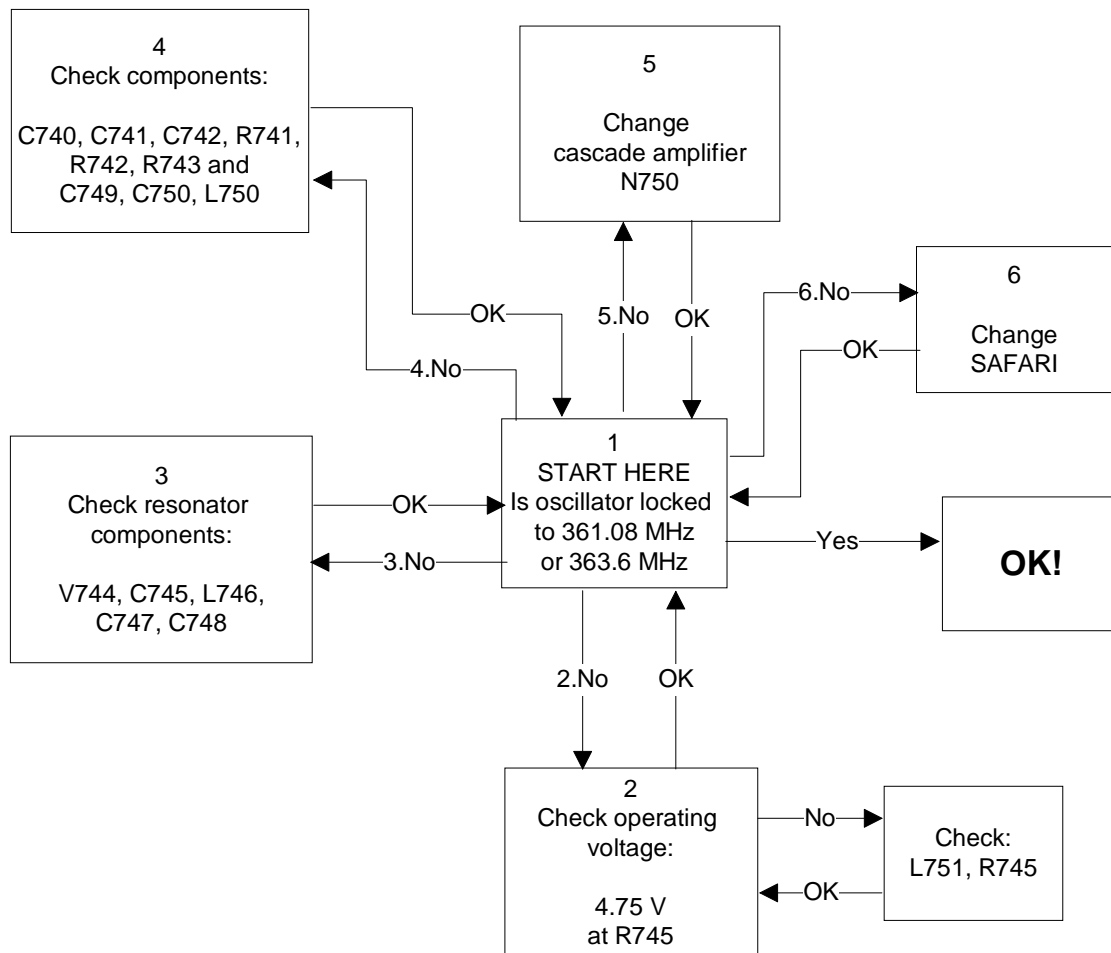 4
Check components:
C740, C741, C742, R741,
R742, R743 and
C749, C750, L750
5
Change
cascade amplifier
N750
6
Change
SAFARI
OK
4.No
5.No
OK
6.No
OK
3
Check resonator
components:
V744, C745, L746,
C747, C748
OK
3.No
1
START HERE
Is oscillator locked
to 361.08 MHz
or 363.6 MHz
Yes
OK!
2.No
OK
2
Check operating
voltage:
4.75 V
at R745
No
OK
Check:
L751, R745